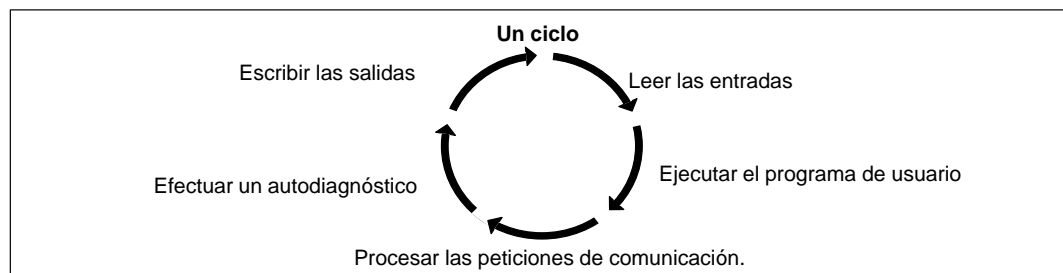 Un ciclo
Escribir las salidas
Leer las entradas
Efectuar un autodiagnóstico
Ejecutar el programa de usuario
Procesar las peticiones de comunicación.